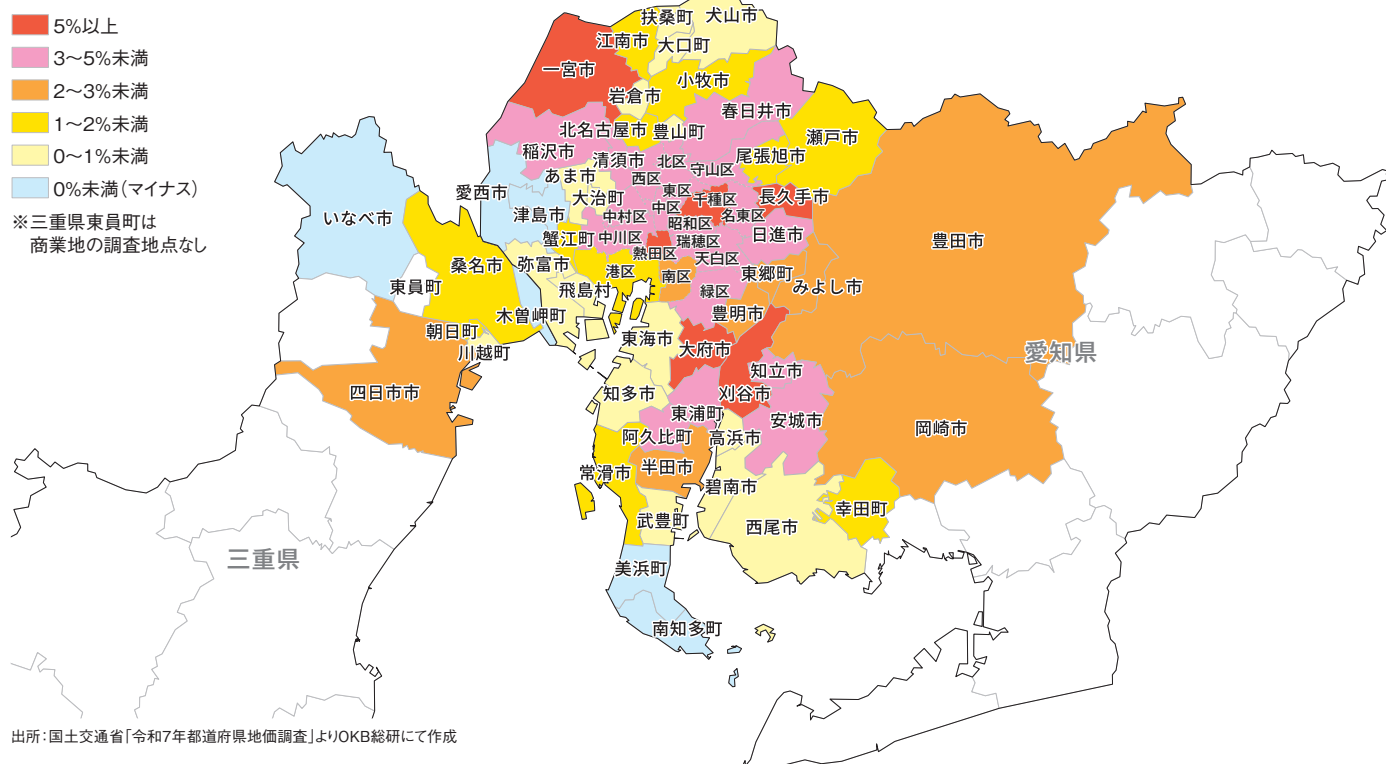 5%以上
3〜5%未満
2〜3%未満
1〜2%未満
0〜1%未満
0%未満(マイナス)
※三重県東員町は
商業地の調査地点なし
扶桑町
犬山市
江南市
大口町
一宮市
小牧市
岩倉市
春日井市
北名古屋市
豊山町
瀬戸市
稲沢市
清須市
北区
守山区
尾張旭市
あま市
西区
愛西市
大治町
東区
千種区
長久手市
いなべ市
津島市
中村区
中区
昭和区
名東区
蟹江町
中川区
瑞穂区
日進市
豊田市
熱田区
天白区
桑名市
弥富市
港区
南区
東郷町
東員町
飛島村
緑区
みよし市
木曽岬町
豊明市
朝日町
東海市
大府市
川越町
愛知県
知立市
四日市市
知多市
刈谷市
東浦町
安城市
阿久比町
高浜市
岡崎市
常滑市
半田市
碧南市
武豊町
西尾市
幸田町
三重県
美浜町
南知多町
出所:国土交通省「令和7年都道府県地価調査」よりOKB総研にて作成